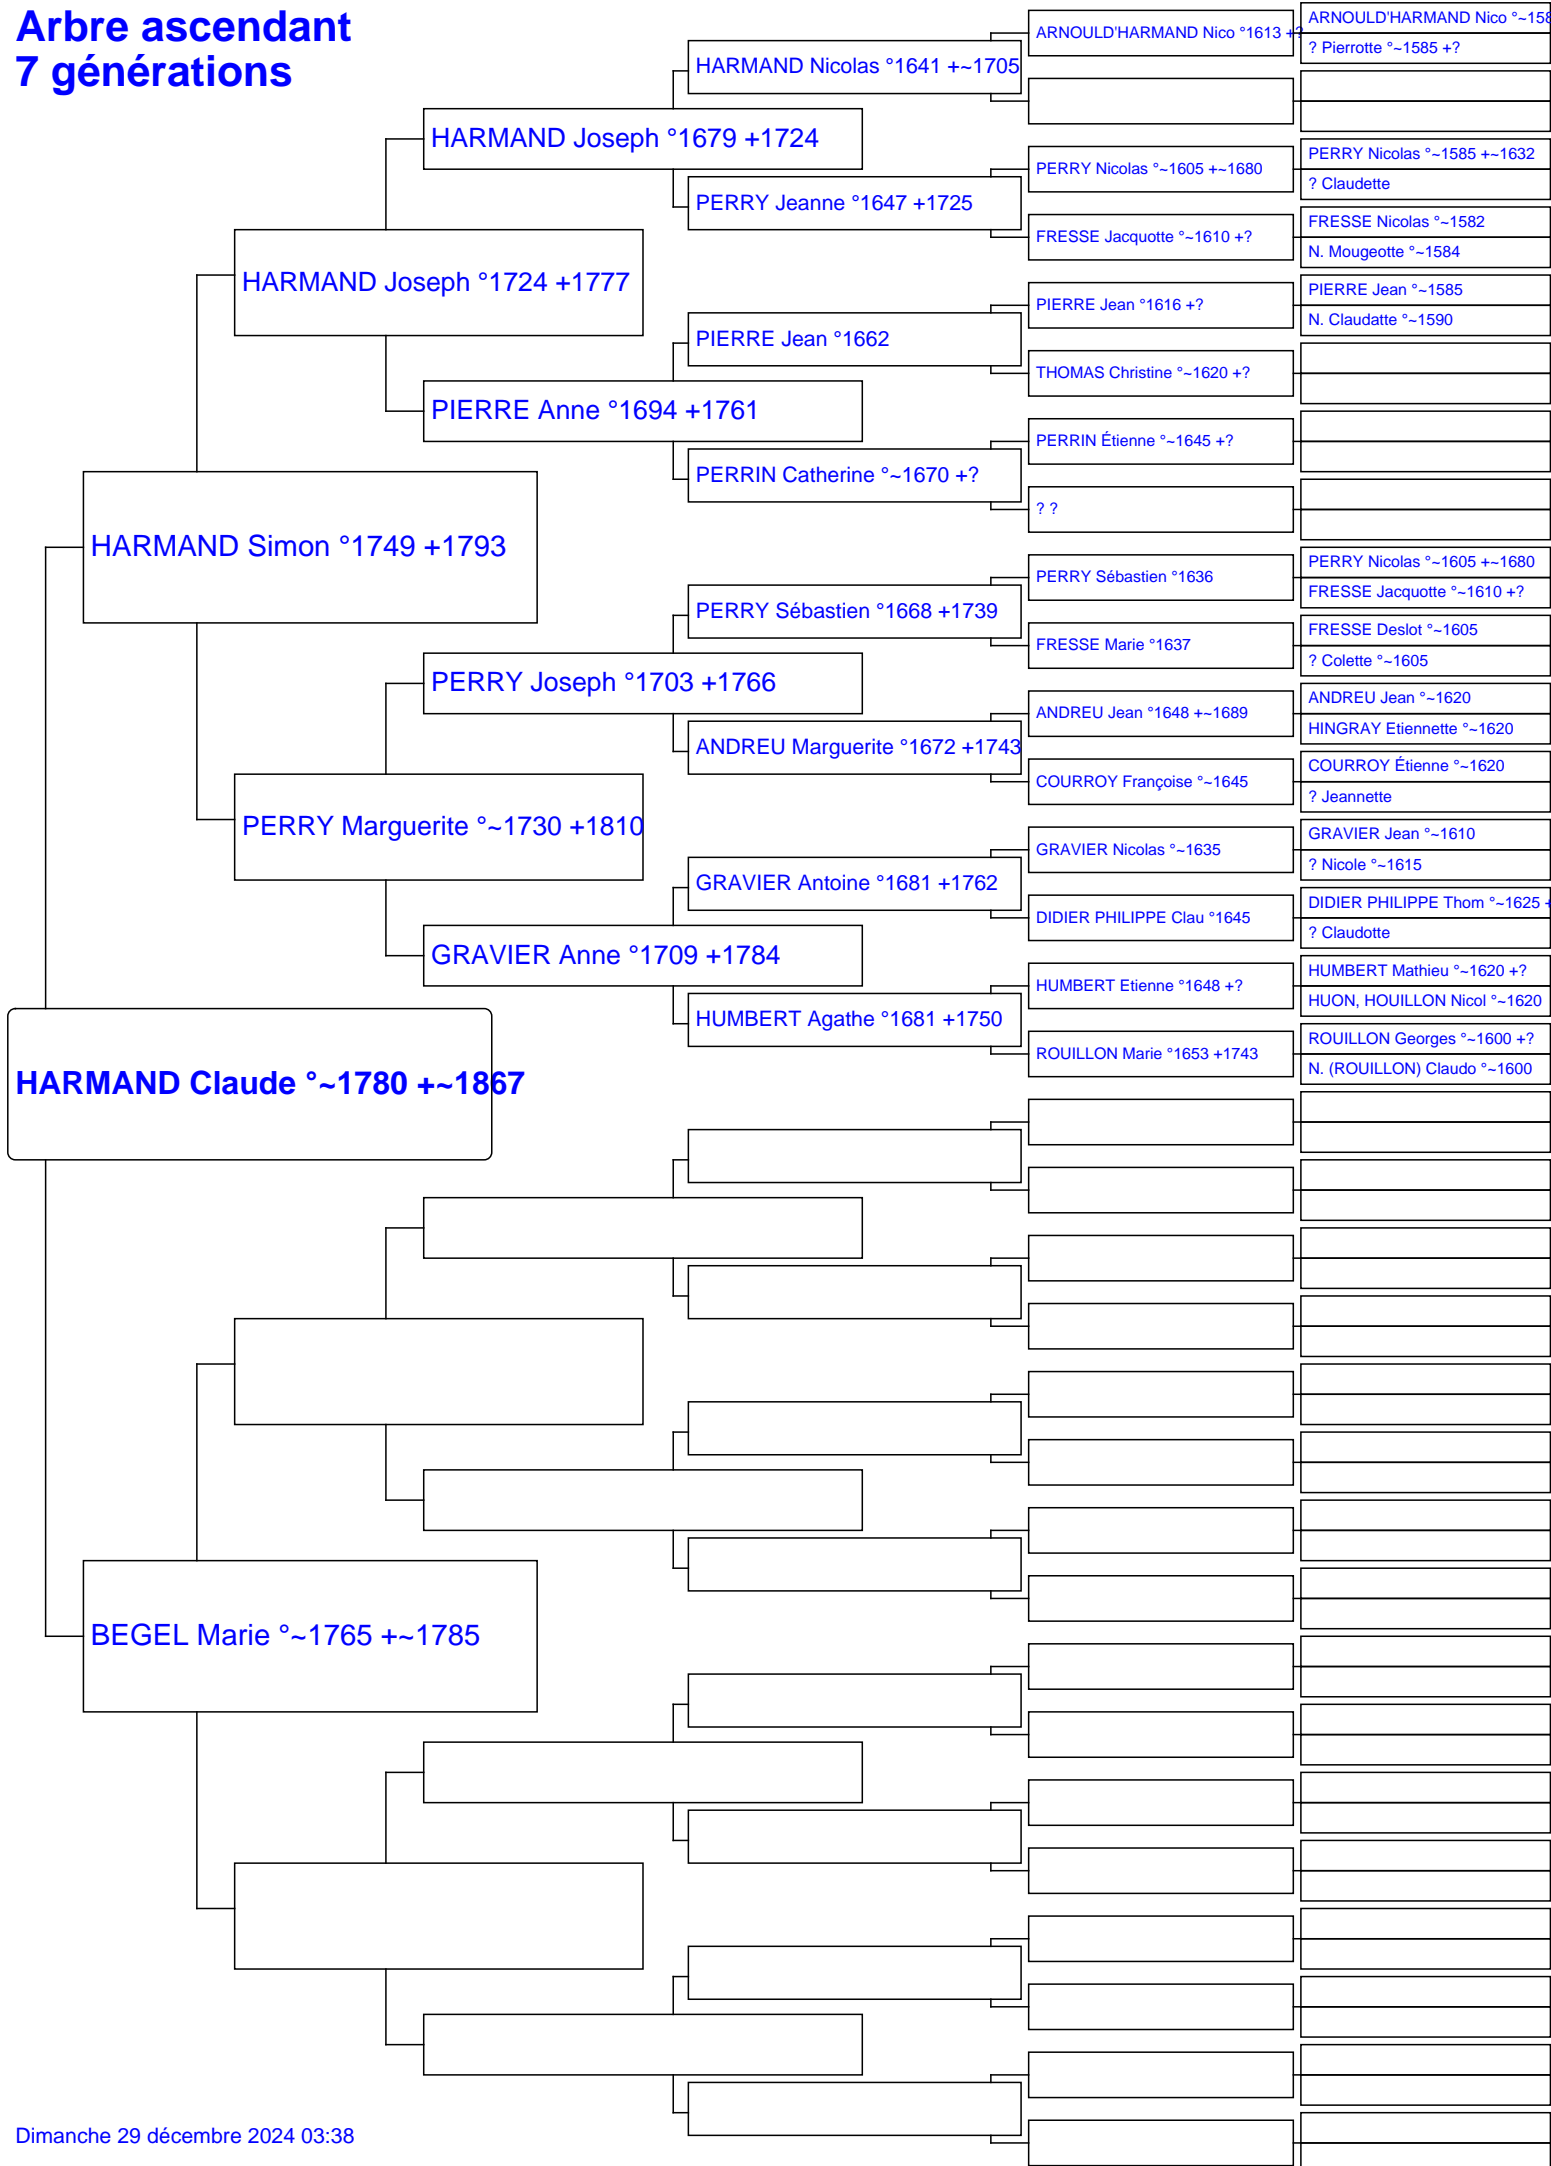 Arbre ascendant
7 générations
HARMAND Claude °~1780 +~1867
HARMAND Simon °1749 +1793
BEGEL Marie °~1765 +~1785
HARMAND Joseph °1724 +1777
PERRY Marguerite °~1730 +1810
HARMAND Joseph °1679 +1724
PIERRE Anne °1694 +1761
PERRY Joseph °1703 +1766
GRAVIER Anne °1709 +1784
HARMAND Nicolas °1641 +~1705
PERRY Jeanne °1647 +1725
PIERRE Jean °1662
PERRIN Catherine °~1670 +?
PERRY Sébastien °1668 +1739
ANDREU Marguerite °1672 +1743
GRAVIER Antoine °1681 +1762
HUMBERT Agathe °1681 +1750
ARNOULD'HARMAND Nico °1613 +?
PERRY Nicolas °~1605 +~1680
FRESSE Jacquotte °~1610 +?
PIERRE Jean °1616 +?
THOMAS Christine °~1620 +?
PERRIN Étienne °~1645 +?
? ?
PERRY Sébastien °1636
FRESSE Marie °1637
ANDREU Jean °1648 +~1689
COURROY Françoise °~1645
GRAVIER Nicolas °~1635
DIDIER PHILIPPE Clau °1645
HUMBERT Etienne °1648 +?
ROUILLON Marie °1653 +1743
ARNOULD'HARMAND Nico °~158
? Pierrotte °~1585 +?
PERRY Nicolas °~1585 +~1632
? Claudette
FRESSE Nicolas °~1582
N. Mougeotte °~1584
PIERRE Jean °~1585
N. Claudatte °~1590
PERRY Nicolas °~1605 +~1680
FRESSE Jacquotte °~1610 +?
FRESSE Deslot °~1605
? Colette °~1605
ANDREU Jean °~1620
HINGRAY Etiennette °~1620
COURROY Étienne °~1620
? Jeannette
GRAVIER Jean °~1610
? Nicole °~1615
DIDIER PHILIPPE Thom °~1625 +
? Claudotte
HUMBERT Mathieu °~1620 +?
HUON, HOUILLON Nicol °~1620
ROUILLON Georges °~1600 +?
N. (ROUILLON) Claudo °~1600
Dimanche 29 décembre 2024 03:38